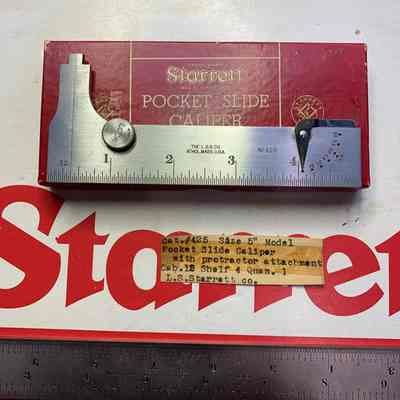 Starrett
POCKET SLIDE
CALIPER
THE L.S.S.CO.
ATHOL, MASS. U.S.A.
NO 425
32
1
2
3
4
Starrett
Cat.#425 Size 5" Model
Pocket Slide Caliper
with protractor attachment
Cab.12 Shelf 4 Quan. 1
L.S.Starrett co.